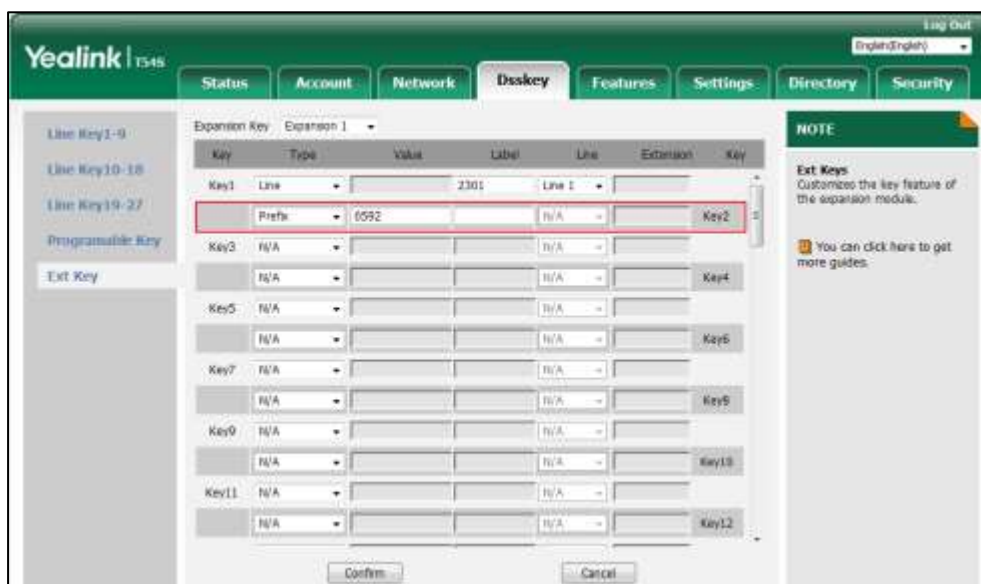 Log Out
Yealink T54S
English(English)
Status Account Network Dsskey Features Settings Directory Security
Line Key1-9
Line Key10-18
Line Key19-27
Programable Key
Ext Key
Expansion Key Expansion 1
Key Type Value Label Line Extension Key
Key1 Line 2301 Line 1
Prefix 0592 N/A Key2
Key3 N/A N/A
N/A N/A Key4
Key5 N/A N/A
N/A N/A Key6
Key7 N/A N/A
N/A N/A Key8
Key9 N/A N/A
N/A N/A Key10
Key11 N/A N/A
N/A N/A Key12
Confirm Cancel
NOTE
Ext Keys
Customizes the key feature of
the expansion module.
You can click here to get
more guides.